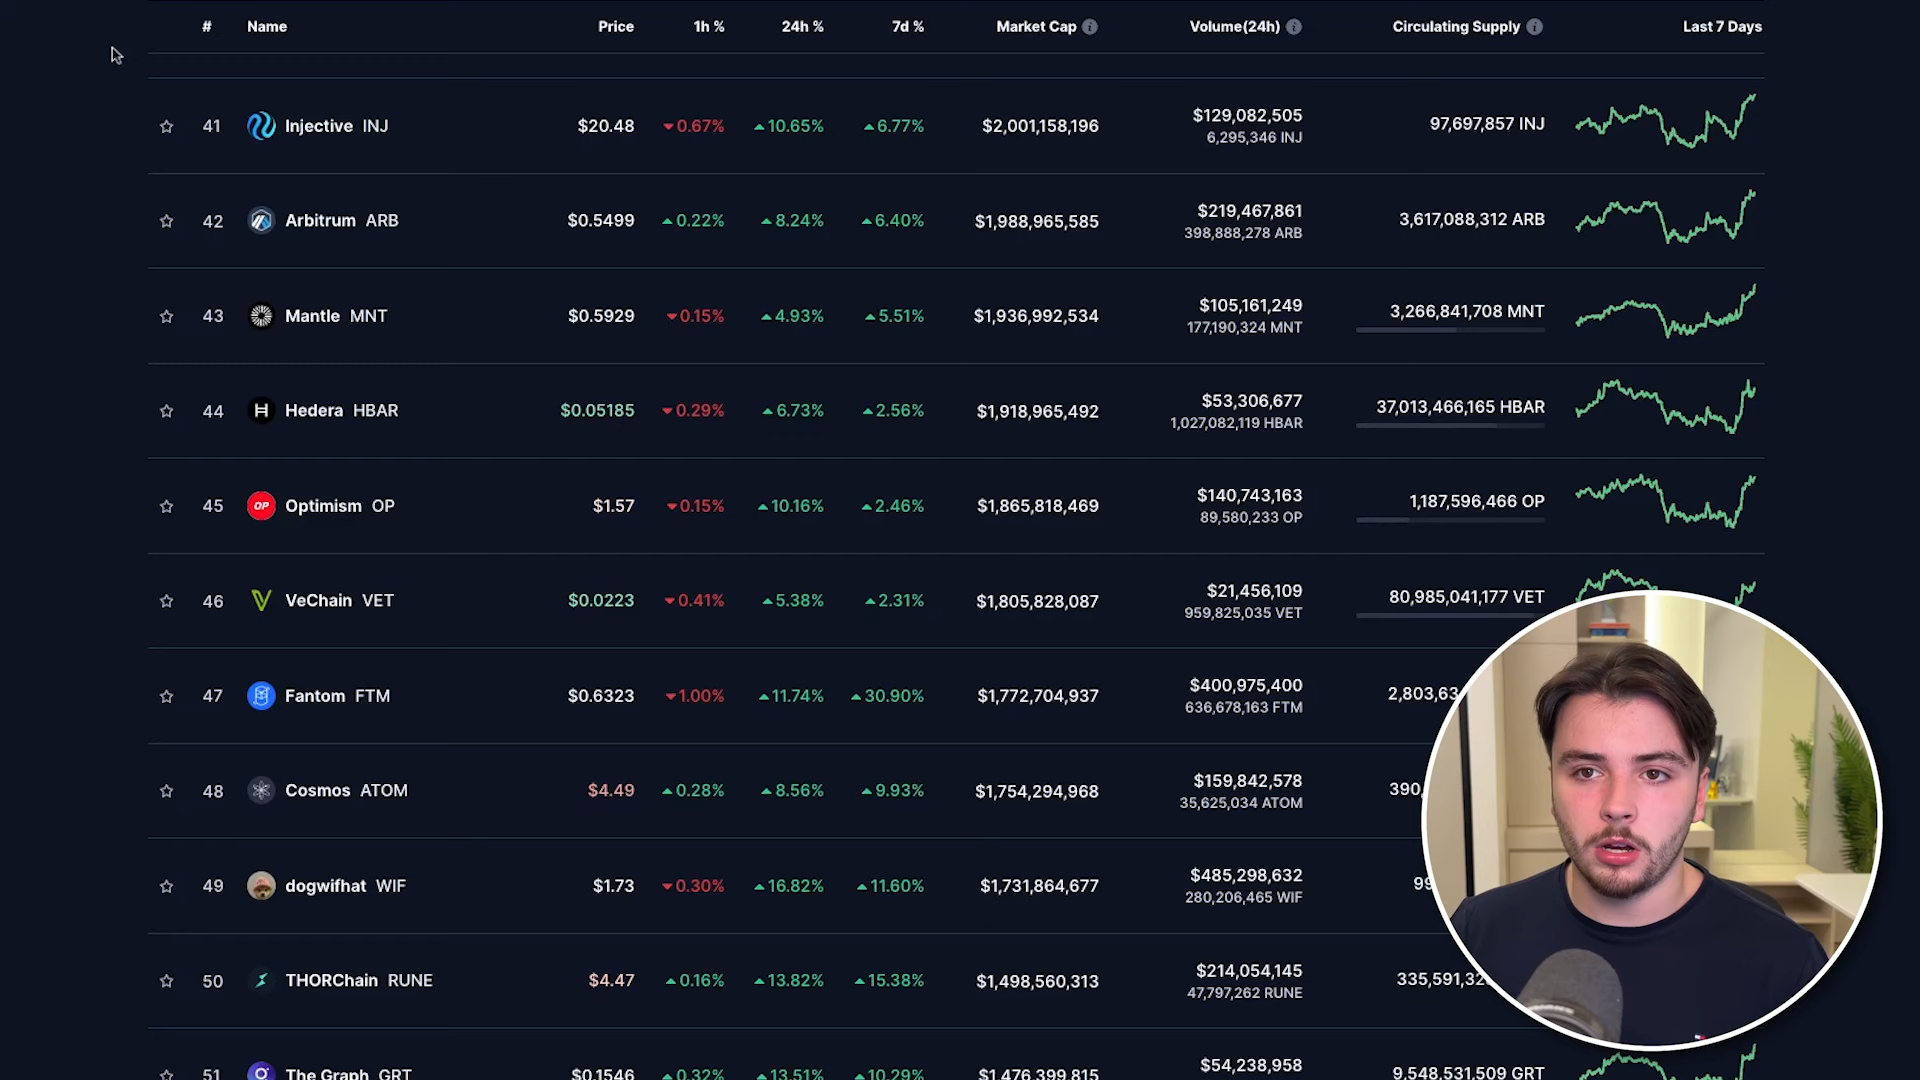 # Name Price 1h % 24h % 7d % Market Cap Volume(24h) Circulating Supply Last 7 Days
41 Injective INJ $20.48 0.67% 10.65% 6.77% $2,001,158,196 $129,082,505 97,697,857 INJ
6,295,346 INJ
42 Arbitrum ARB $0.5499 0.22% 8.24% 6.40% $1,988,965,585 $219,467,861 3,617,088,312 ARB
398,888,278 ARB
43 Mantle MNT $0.5929 0.15% 4.93% 5.51% $1,936,992,534 $105,161,249 3,266,841,708 MNT
177,190,324 MNT
44 Hedera HBAR $0.05185 0.29% 6.73% 2.56% $1,918,965,492 $53,306,677 37,013,466,165 HBAR
1,027,082,119 HBAR
45 OP Optimism OP $1.57 0.15% 10.16% 2.46% $1,865,818,469 $140,743,163 1,187,596,466 OP
89,580,233 OP
46 VeChain VET $0.0223 0.41% 5.38% 2.31% $1,805,828,087 $21,456,109 80,985,041,177 VET
959,825,035 VET
47 Fantom FTM $0.6323 1.00% 11.74% 30.90% $1,772,704,937 $400,975,400 2,803,63
636,678,163 FTM
48 Cosmos ATOM $4.49 0.28% 8.56% 9.93% $1,754,294,968 $159,842,578 390,
35,625,034 ATOM
49 dogwifhat WIF $1.73 0.30% 16.82% 11.60% $1,731,864,677 $485,298,632 99
280,206,465 WIF
50 THORChain RUNE $4.47 0.16% 13.82% 15.38% $1,498,560,313 $214,054,145 335,591,32
47,797,262 RUNE
51 The Graph GRT $0.1546 0.32% 13.51% 10.29% $1,476,399,815 $54,238,958 9,548,531,509 GRT